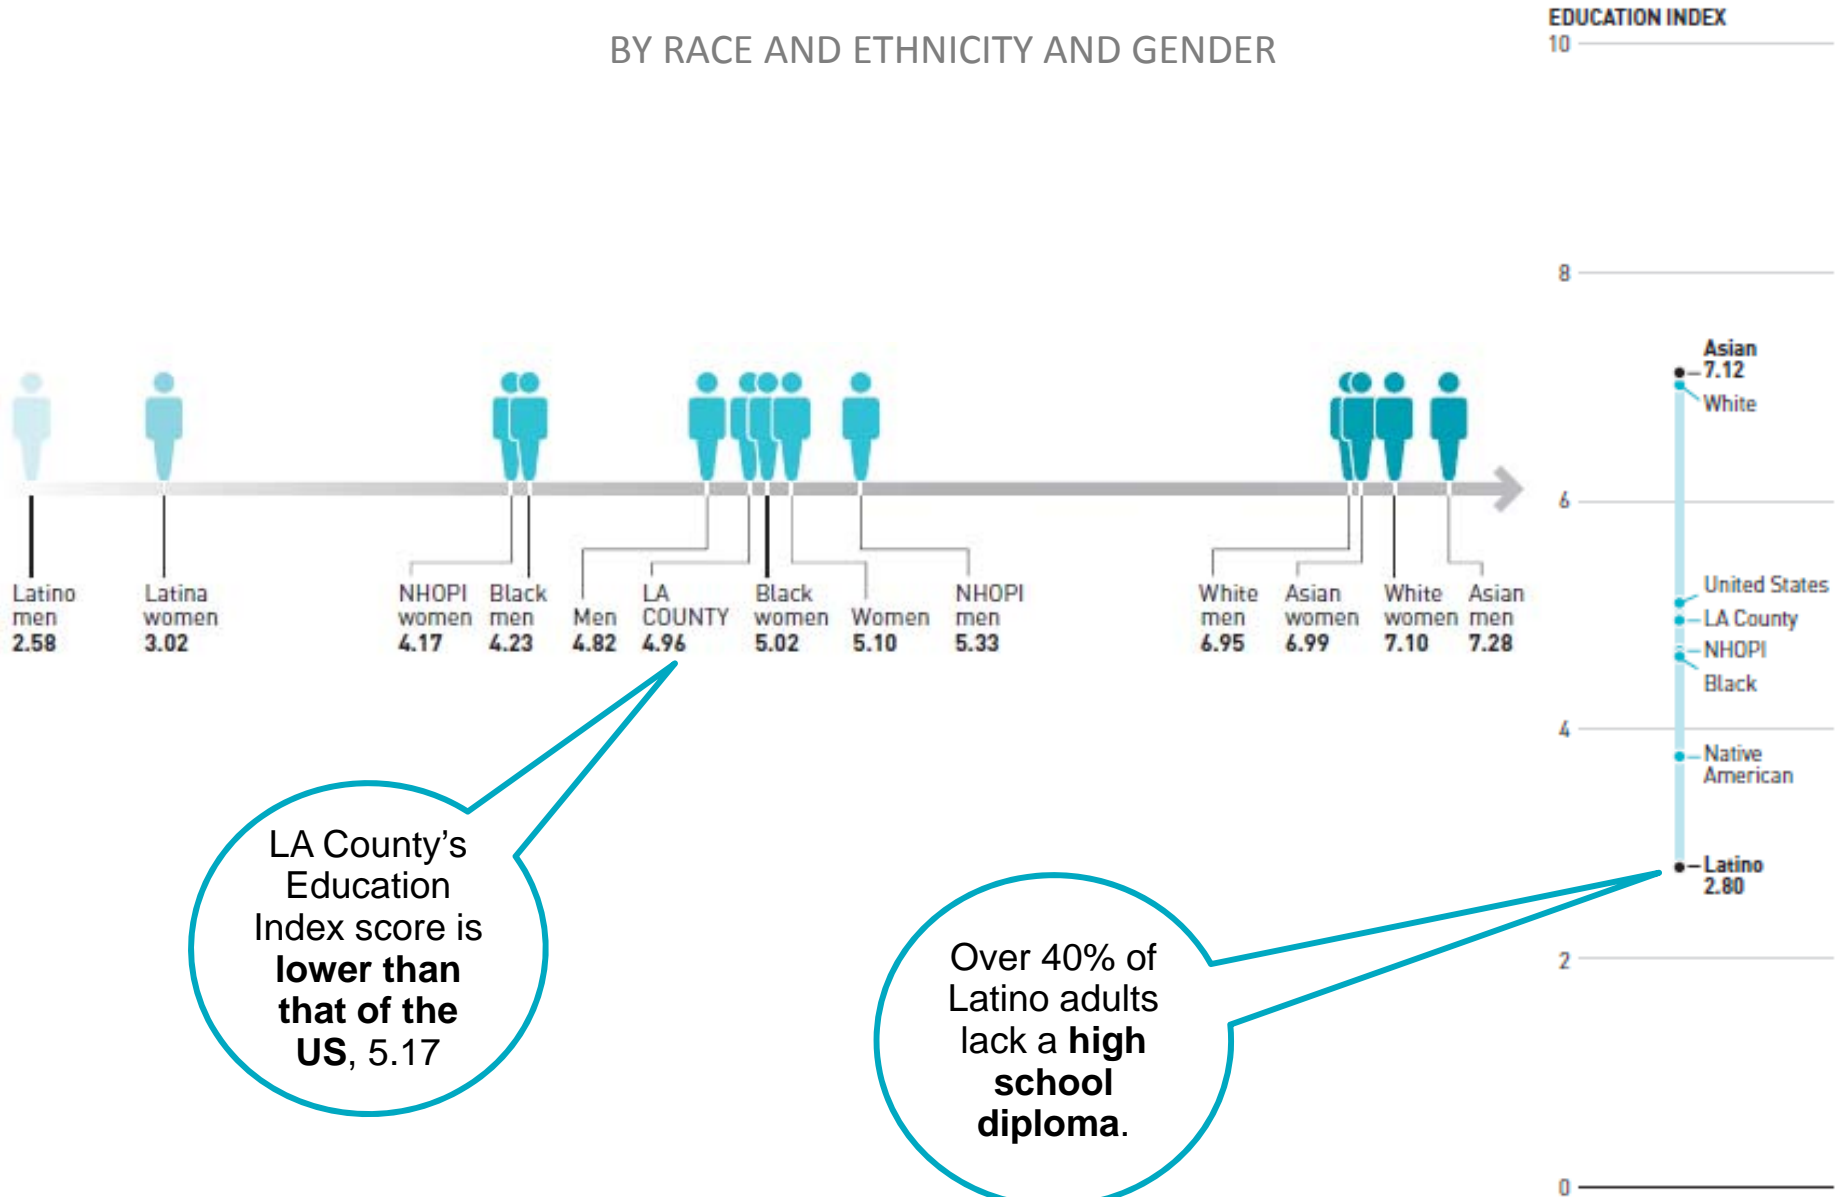 BY RACE AND ETHNICITY AND GENDER
EDUCATION INDEX
10
8
6
4
2
0
Latino
men
2.58
Latina
women
3.02
NHOPI
women
4.17
Black
men
4.23
Men
4.82
LA
COUNTY
4.96
Black
women
5.02
Women
5.10
NHOPI
men
5.33
White
men
6.95
Asian
women
6.99
White
women
7.10
Asian
men
7.28
Asian
7.12
White
United States
LA County
NHOPI
Black
Native
American
Latino
2.80
LA County’s
Education
Index score is
lower than
that of the
US, 5.17
Over 40% of
Latino adults
lack a high
school
diploma.